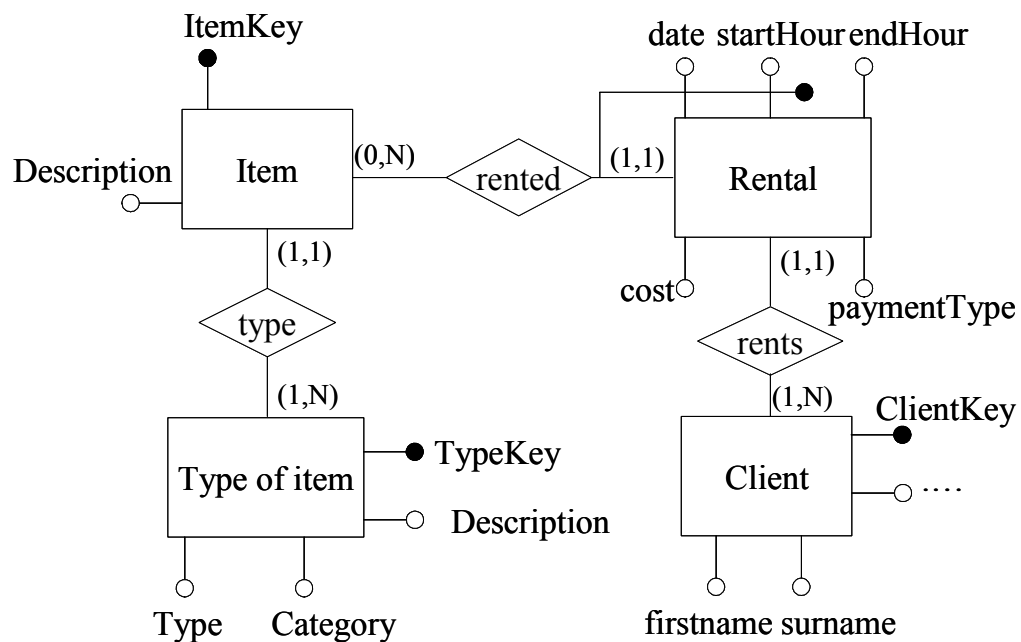 ItemKey
date startHour endHour
Description
Item
(0,N)
rented
(1,1)
Rental
(1,1)
(1,1)
cost
paymentType
type
rents
(1,N)
(1,N)
ClientKey
Type of item
TypeKey
Client
....
Description
Type
Category
firstname surname